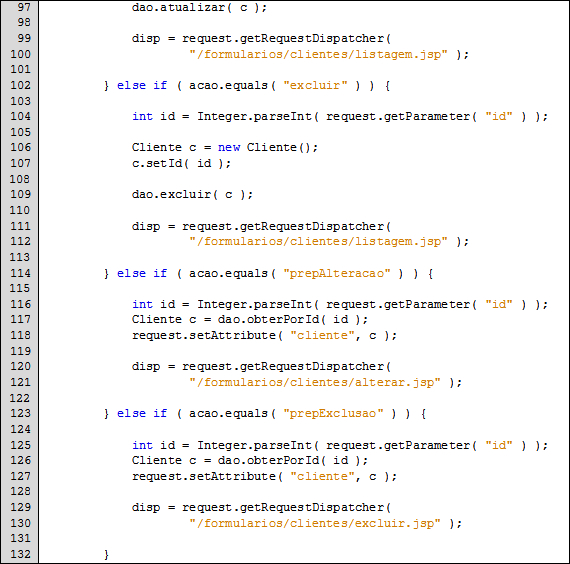 97 dao.atualizar( c );
98
99 disp = request.getRequestDispatcher(
100 "/formularios/clientes/listagem.jsp" );
101
102 } else if ( acao.equals( "excluir" ) ) {
103
104 int id = Integer.parseInt( request.getParameter( "id" ) );
105
106 Cliente c = new Cliente();
107 c.setId( id );
108
109 dao.excluir( c );
110
111 disp = request.getRequestDispatcher(
112 "/formularios/clientes/listagem.jsp" );
113
114 } else if ( acao.equals( "prepAlteracao" ) ) {
115
116 int id = Integer.parseInt( request.getParameter( "id" ) );
117 Cliente c = dao.obterPorId( id );
118 request.setAttribute( "cliente", c );
119
120 disp = request.getRequestDispatcher(
121 "/formularios/clientes/alterar.jsp" );
122
123 } else if ( acao.equals( "prepExclusao" ) ) {
124
125 int id = Integer.parseInt( request.getParameter( "id" ) );
126 Cliente c = dao.obterPorId( id );
127 request.setAttribute( "cliente", c );
128
129 disp = request.getRequestDispatcher(
130 "/formularios/clientes/excluir.jsp" );
131
132 }